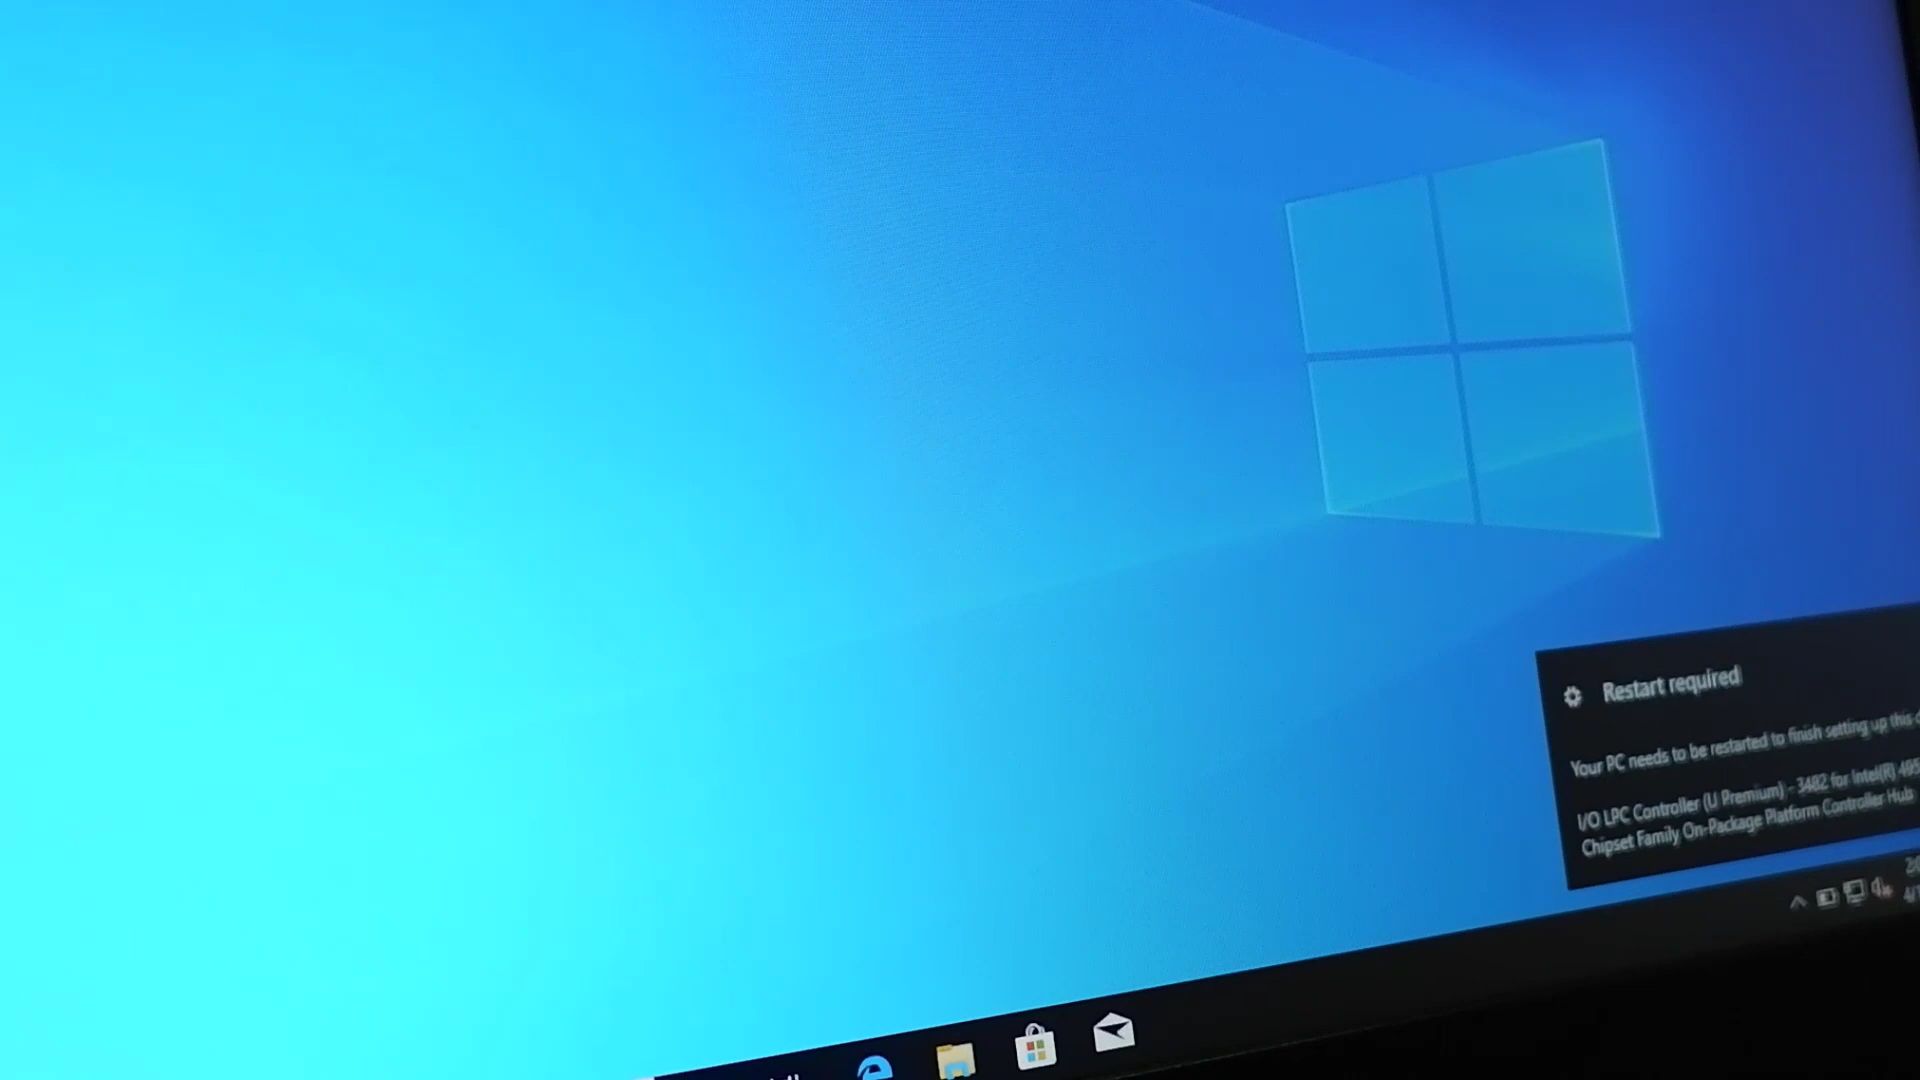 Restart required
Your PC needs to be restarted to finish setting up this
I/O LPC Controller (U Premium) - 3482 for Intel(R) 495
Chipset Family On-Package Platform Controller Hub